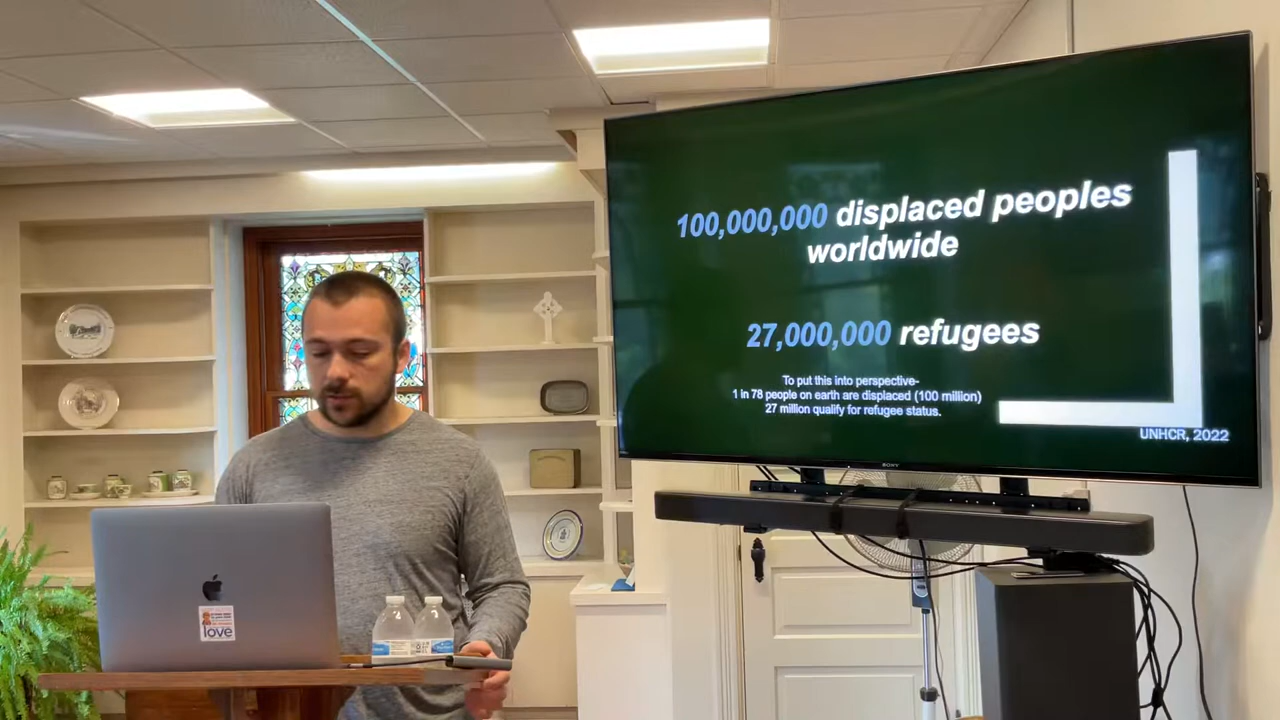 100,000,000 displaced peoples
worldwide
27,000,000 refugees
To put this into perspective-
1 in 78 people on earth are displaced (100 million)
27 million qualify for refugee status.
UNHCR, 2022
SONY
love